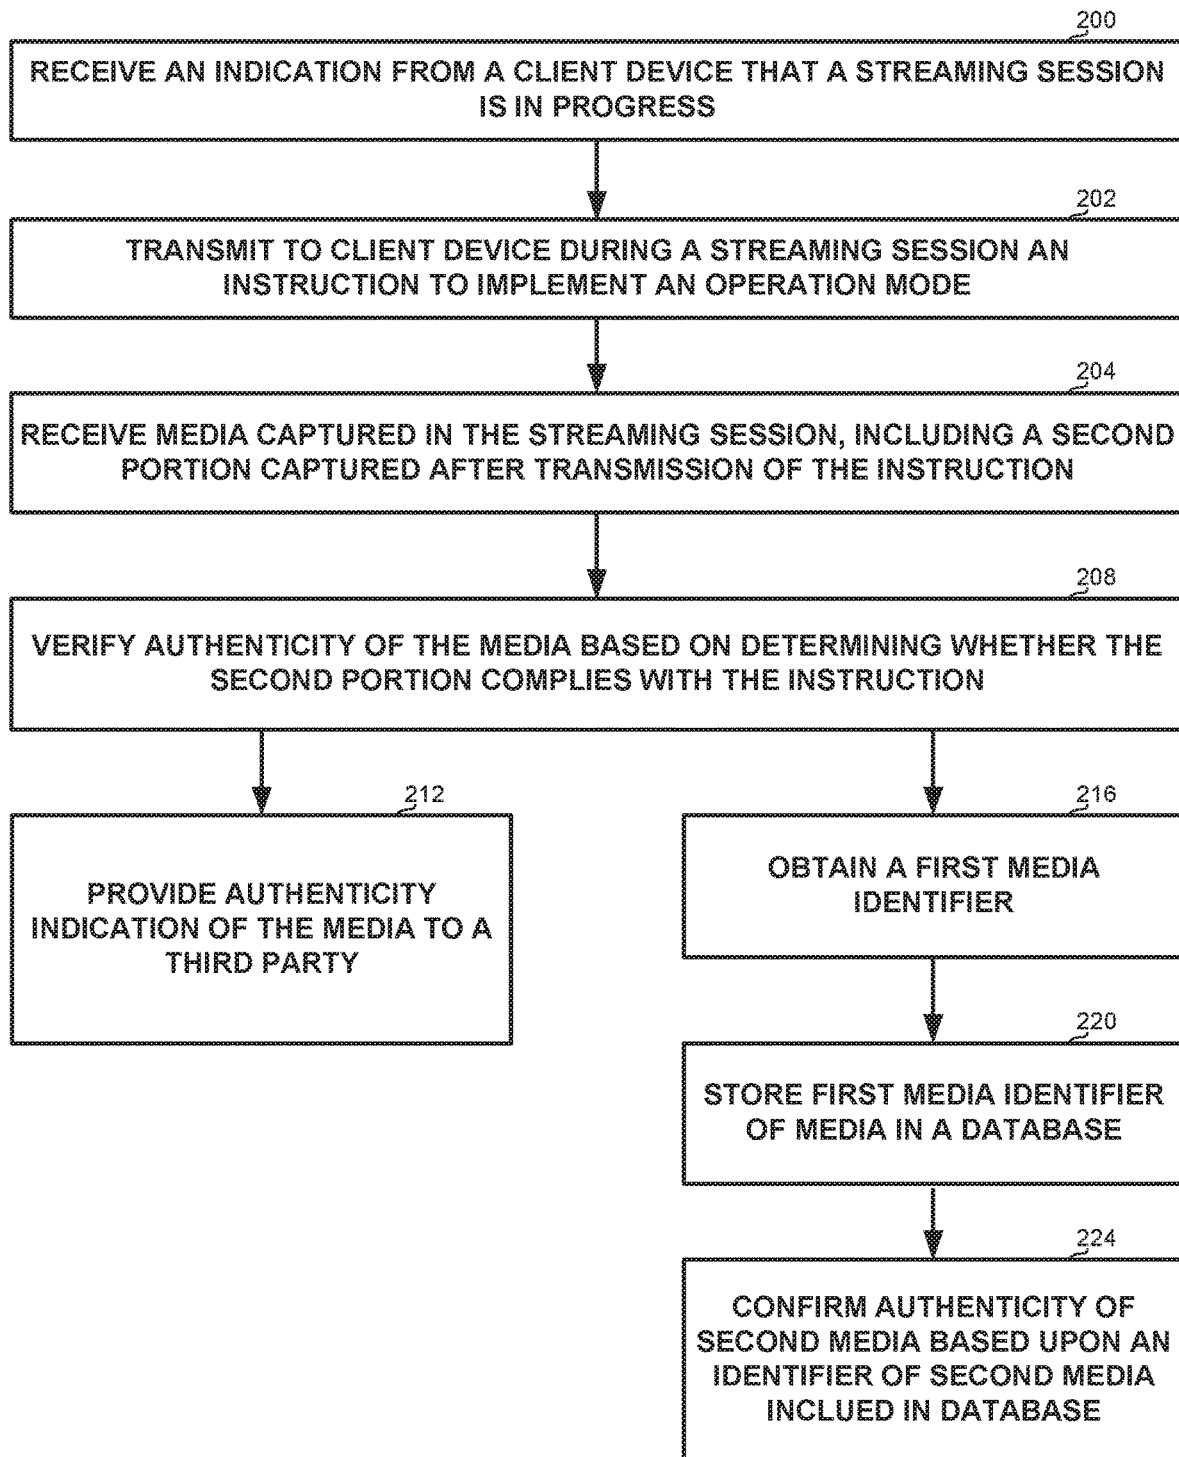 200
RECEIVE AN INDICATION FROM A CLIENT DEVICE THAT A STREAMING SESSION
IS IN PROGRESS
202
TRANSMIT TO CLIENT DEVICE DURING A STREAMING SESSION AN
INSTRUCTION TO IMPLEMENT AN OPERATION MODE
204
RECEIVE MEDIA CAPTURED IN THE STREAMING SESSION, INCLUDING A SECOND
PORTION CAPTURED AFTER TRANSMISSION OF THE INSTRUCTION
208
VERIFY AUTHENTICITY OF THE MEDIA BASED ON DETERMINING WHETHER THE
SECOND PORTION COMPLIES WITH THE INSTRUCTION
212
PROVIDE AUTHENTICITY
INDICATION OF THE MEDIA TO A
THIRD PARTY
216
OBTAIN A FIRST MEDIA
IDENTIFIER
220
STORE FIRST MEDIA IDENTIFIER
OF MEDIA IN A DATABASE
224
CONFIRM AUTHENTICITY OF
SECOND MEDIA BASED UPON AN
IDENTIFIER OF SECOND MEDIA
INCLUED IN DATABASE